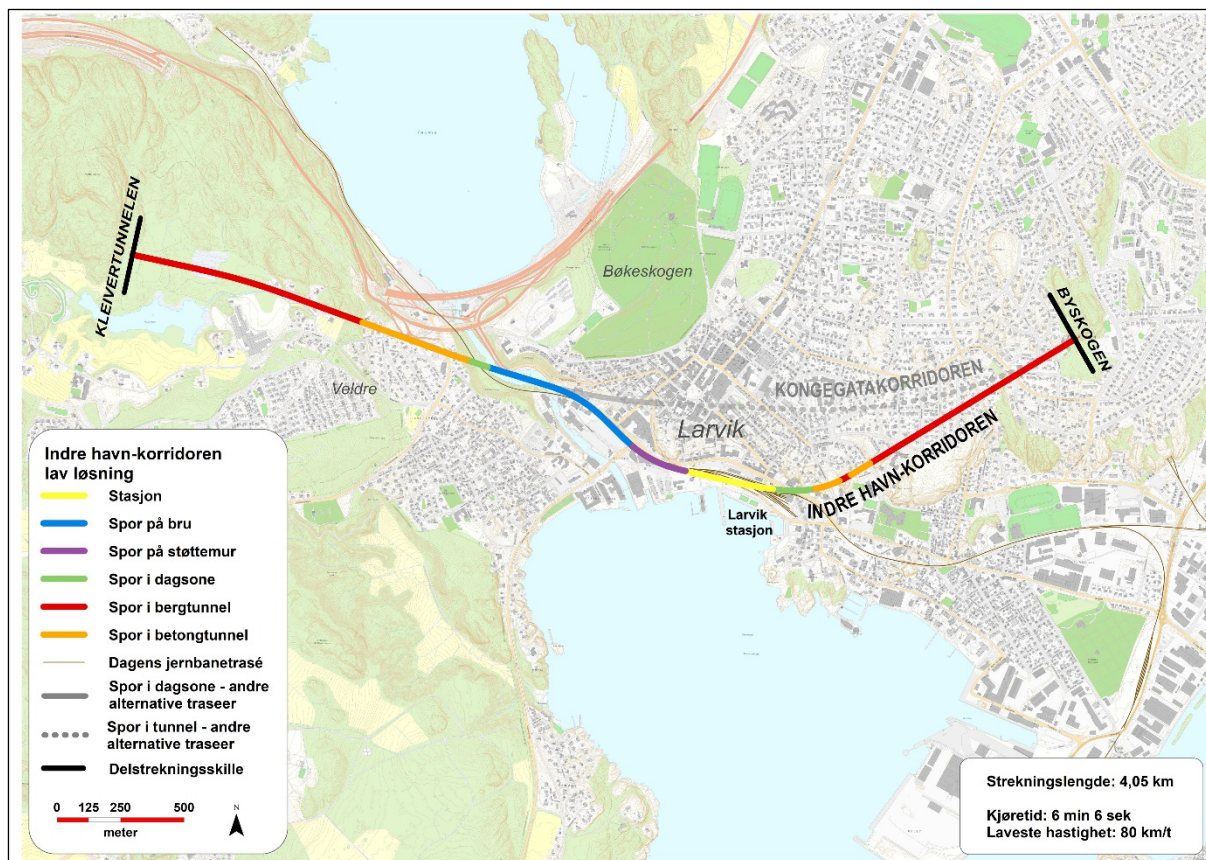 KLEIVERTUNNELEN
Bøkeskogen
BYSKOGEN
Veldre
KONGEGATAKORRIDOREN
Larvik
INDRE HAVN-KORRIDOREN
Larvik
stasjon
Indre havn-korridoren
lav løsning
Stasjon
Spor på bru
Spor på støttemur
Spor i dagsone
Spor i bergtunnel
Spor i betongtunnel
Dagens jernbanetrasé
Spor i dagsone - andre
alternative traseer
Spor i tunnel - andre
alternative traseer
Delstrekningsskille
0 125 250 500
meter
N
Strekningslengde: 4,05 km
Kjøretid: 6 min 6 sek
Laveste hastighet: 80 km/t